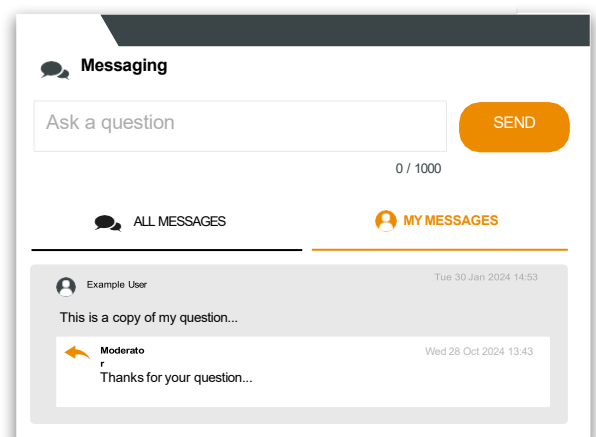 Messaging
Ask a question
SEND
0 / 1000
ALL MESSAGES
MY MESSAGES
Example User
Tue 30 Jan 2024 14:53
This is a copy of my question...
Moderato
r
Wed 28 Oct 2024 13:43
Thanks for your question...